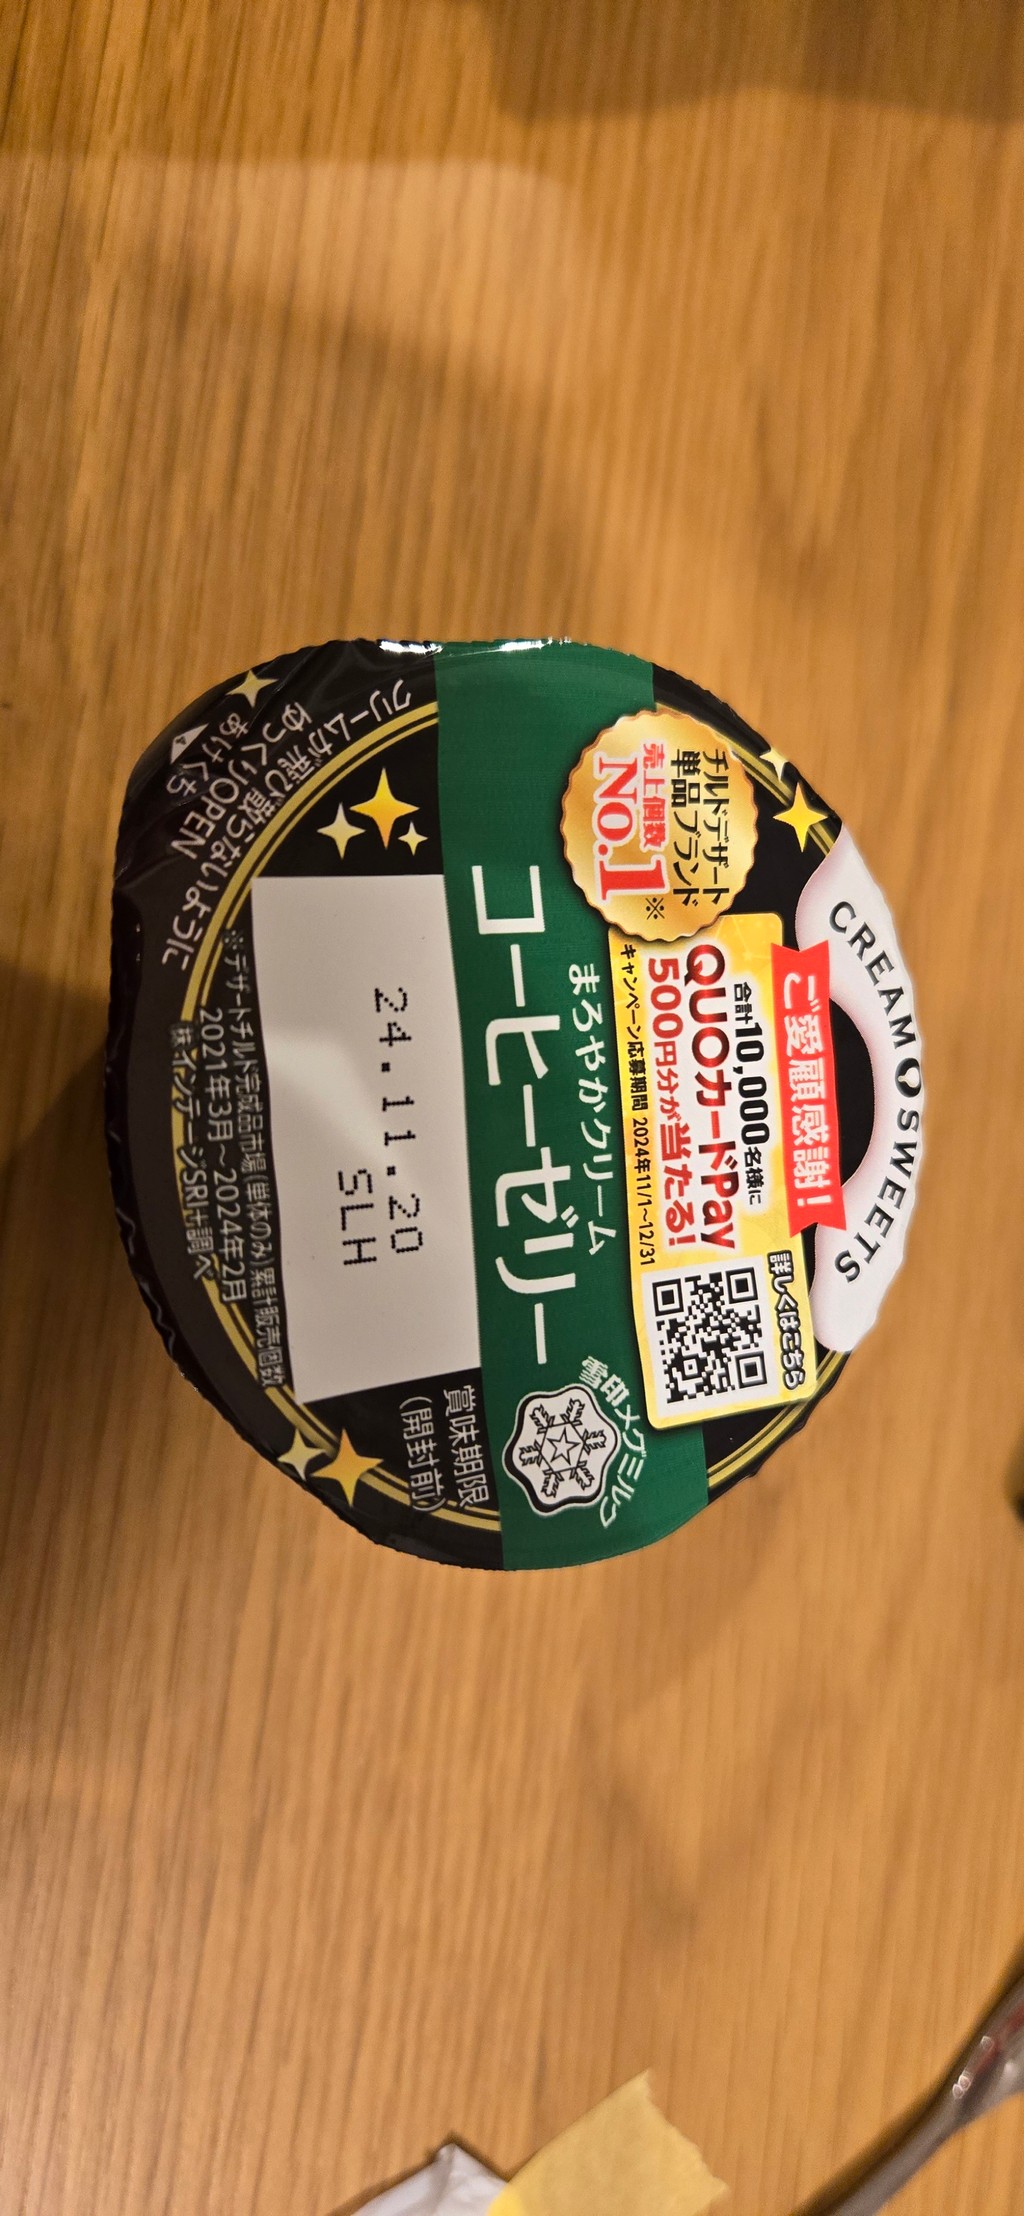 CREAM SWEETS
ご愛顧感謝!
チルドデザート
単品ブランド
売上個数
No.1※
合計10,000名様に
QUOカードPay
500円分が当たる!
キャンペーン応募期間 2024年11/1~12/31
詳しくはこちら
まろやかクリーム
コーヒーゼリー
雪印メグミルク
賞味期限
(開封前)
24.11.20
SLH
※デザートチルド完成品市場(単体のみ)累計販売個数
2021年3月~2024年2月
㈱インテージSRI+調べ
クリームが飛び散らないように
ゆっくりOPEN
あけくち